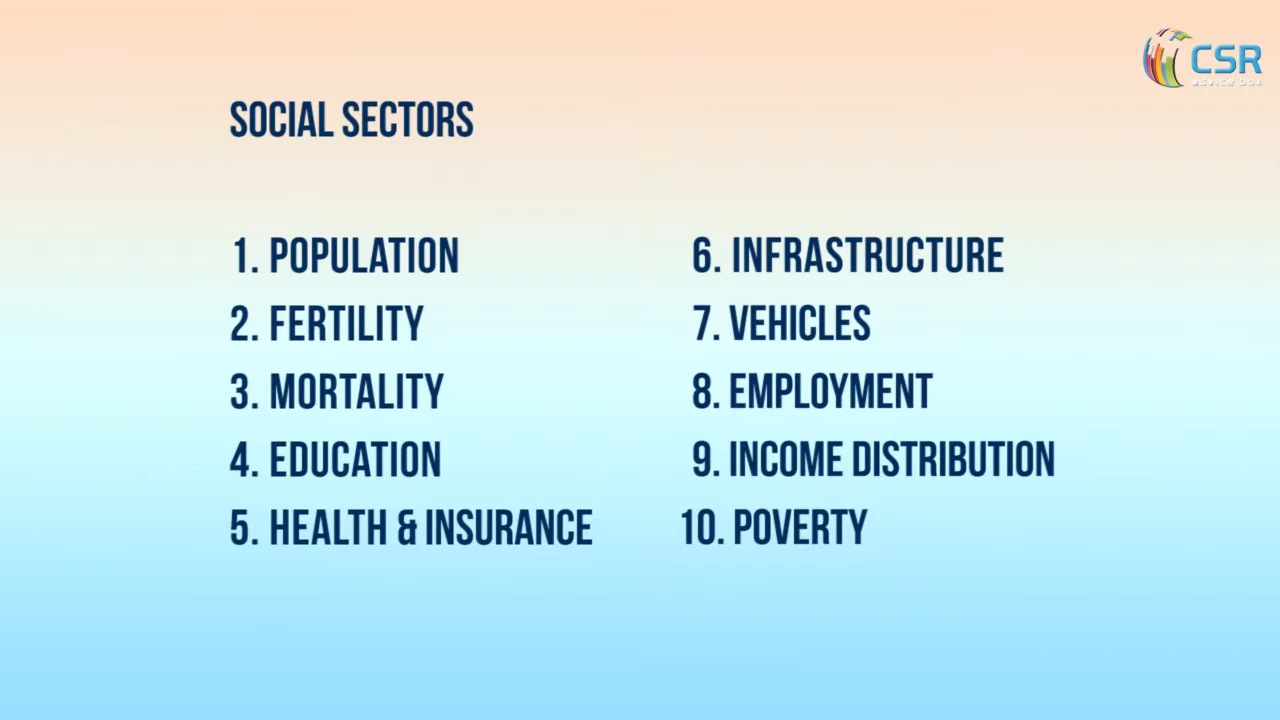 CSR
SOCIAL SECTORS
1. POPULATION
2. FERTILITY
3. MORTALITY
4. EDUCATION
5. HEALTH & INSURANCE
6. INFRASTRUCTURE
7. VEHICLES
8. EMPLOYMENT
9. INCOME DISTRIBUTION
10. POVERTY